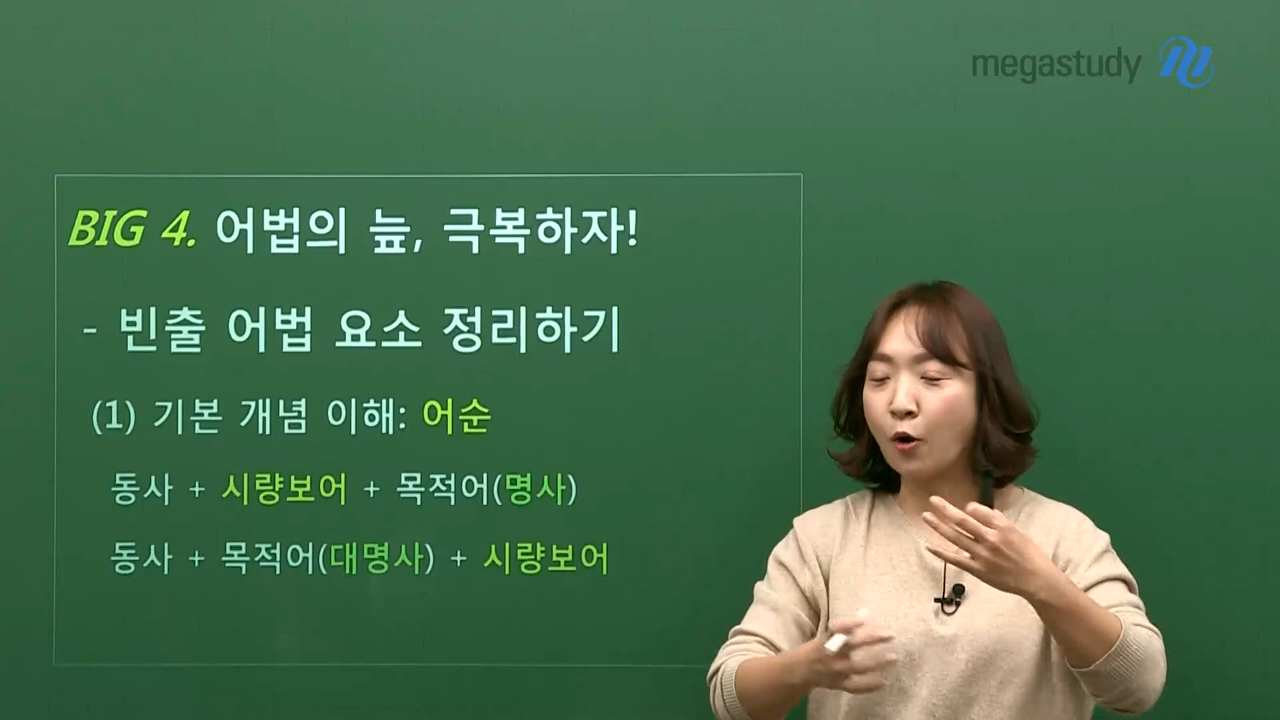 megastudy
BIG 4. 어법의 늪, 극복하자!
- 빈출 어법 요소 정리하기
(1) 기본 개념 이해: 어순
동사 + 시량보어 + 목적어(명사)
동사 + 목적어(대명사) + 시량보어